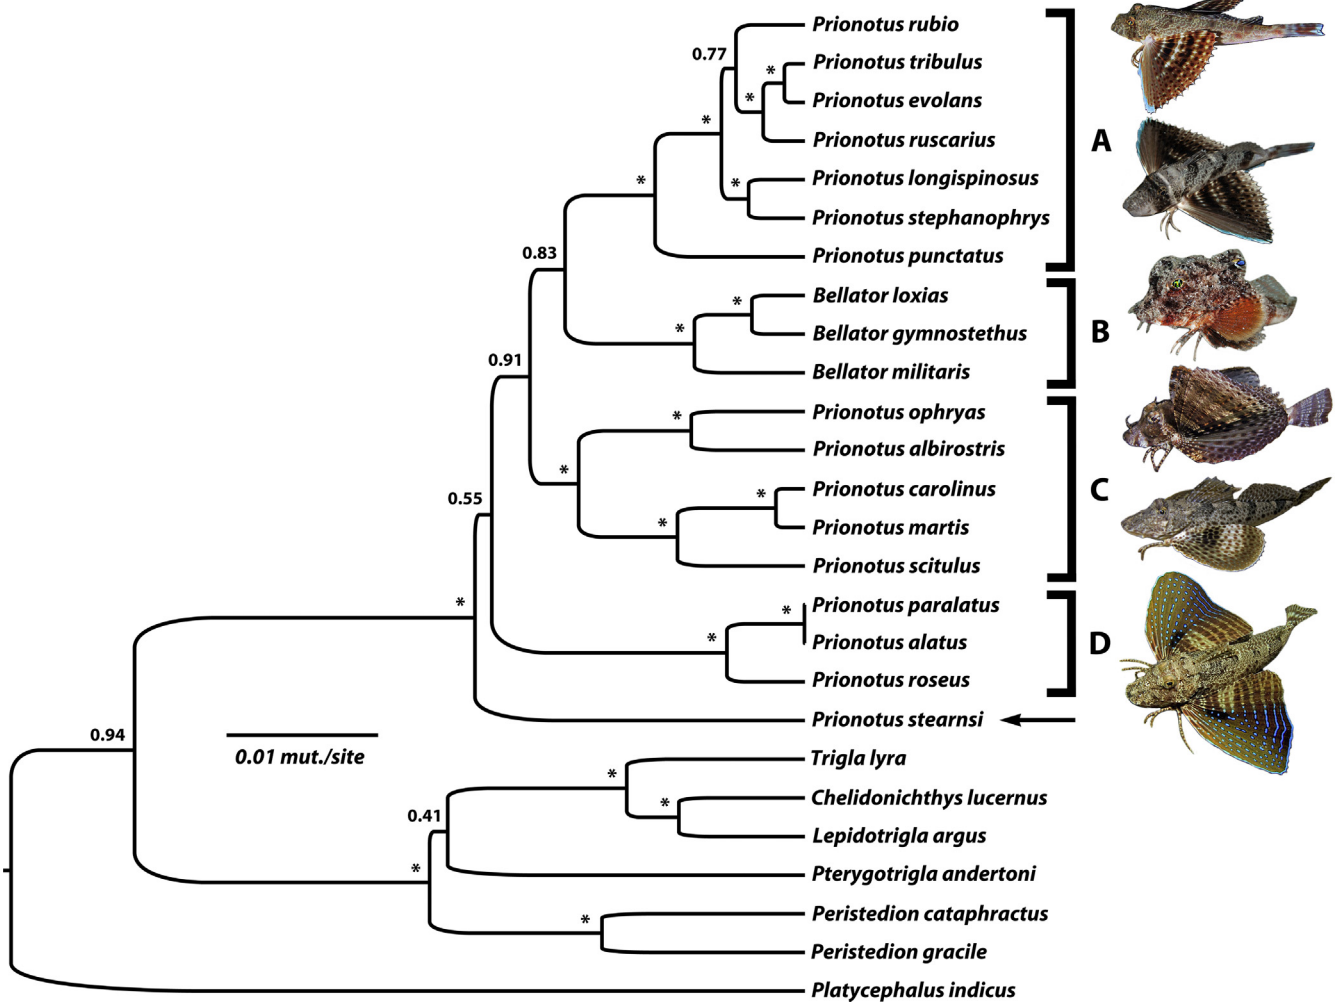 Prionotus rubio
0.77
Prionotus tribulus
*
Prionotus evolans
*
*
Prionotus ruscarius
A
Prionotus longispinosus
*
*
Prionotus stephanophrys
0.83
Prionotus punctatus
Bellator loxias
*
Bellator gymnostethus
*
B
0.91
Bellator militaris
Prionotus ophryas
*
Prionotus albirostris
*
Prionotus carolinus
*
C
0.55
Prionotus martis
*
Prionotus scitulus
*
Prionotus paralatus
*
Prionotus alatus
*
D
Prionotus roseus
Prionotus stearnsi
0.94
0.01 mut./site
Trigla lyra
*
Chelidonichthys lucernus
*
0.41
Lepidotrigla argus
*
Pterygotrigla andertoni
Peristedion cataphractus
*
Peristedion gracile
Platycephalus indicus